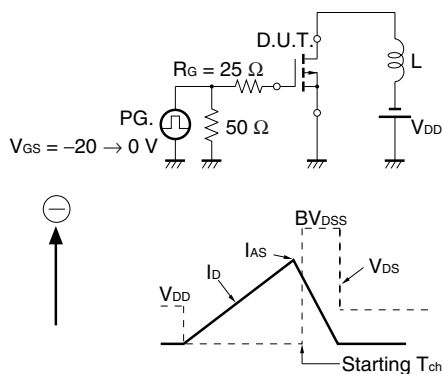 D.U.T.
RG = 25 Ω
L
PG.
50 Ω
VDD
VGS = −20 → 0 V
−
BVDSS
IAS
VDD
ID
VDS
Starting Tch